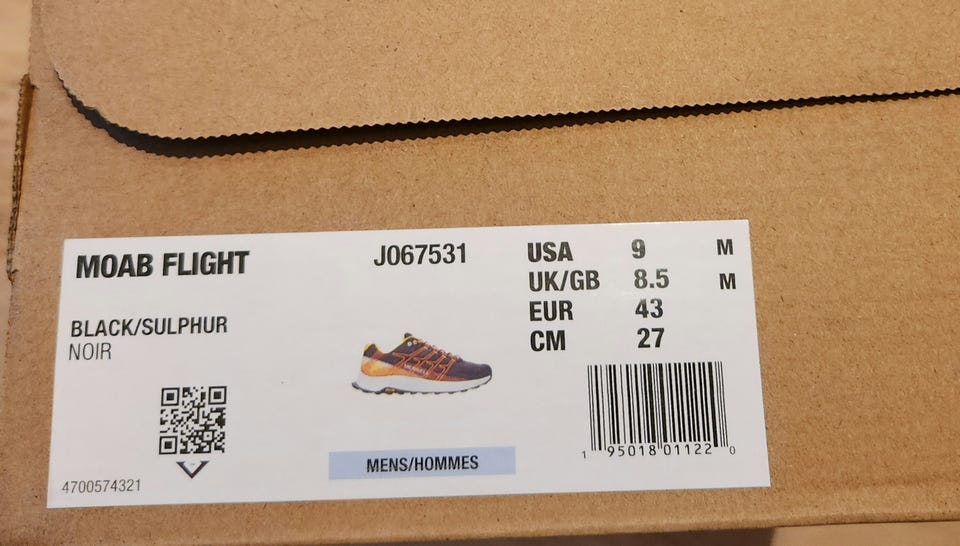 MOAB FLIGHT
J067531
BLACK/SULPHUR
NOIR
USA 9 M
UK/GB 8.5 M
EUR 43
CM 27
MERRELL
MENS/HOMMES
4700574321
1 95018 01122 0